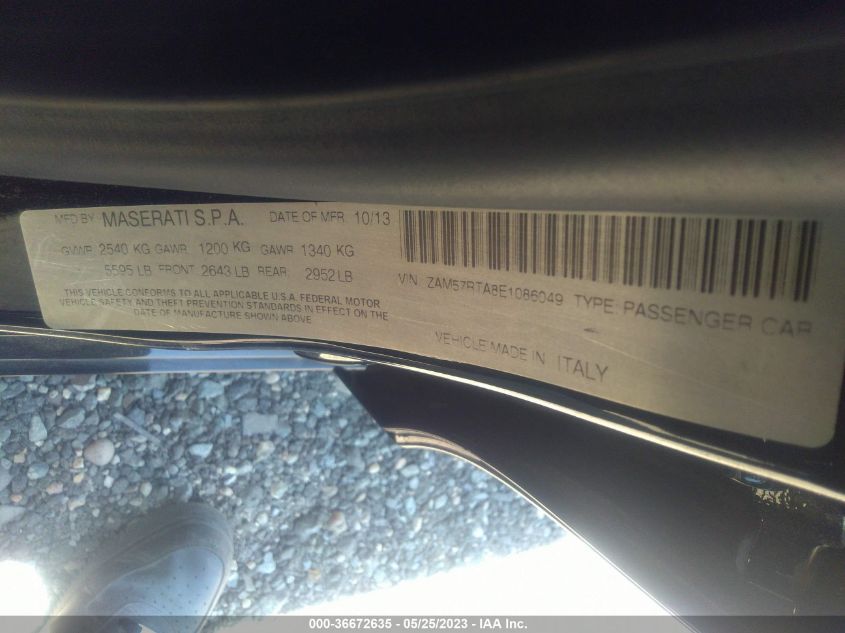 MFD BY MASERATI S.P.A. DATE OF MFR 10/13
GVWR 2540 KG GAWR 1200 KG GAWR 1340 KG
5595 LB FRONT 2643 LB REAR 2952 LB
THIS VEHICLE CONFORMS TO ALL APPLICABLE U.S.A. FEDERAL MOTOR
VEHICLE SAFETY AND THEFT PREVENTION STANDARDS IN EFFECT ON THE
DATE OF MANUFACTURE SHOWN ABOVE
VIN ZAM57RTA8E1086049 TYPE: PASSENGER CAR
VEHICLE MADE IN ITALY
000-36672635 - 05/25/2023 - IAA Inc.